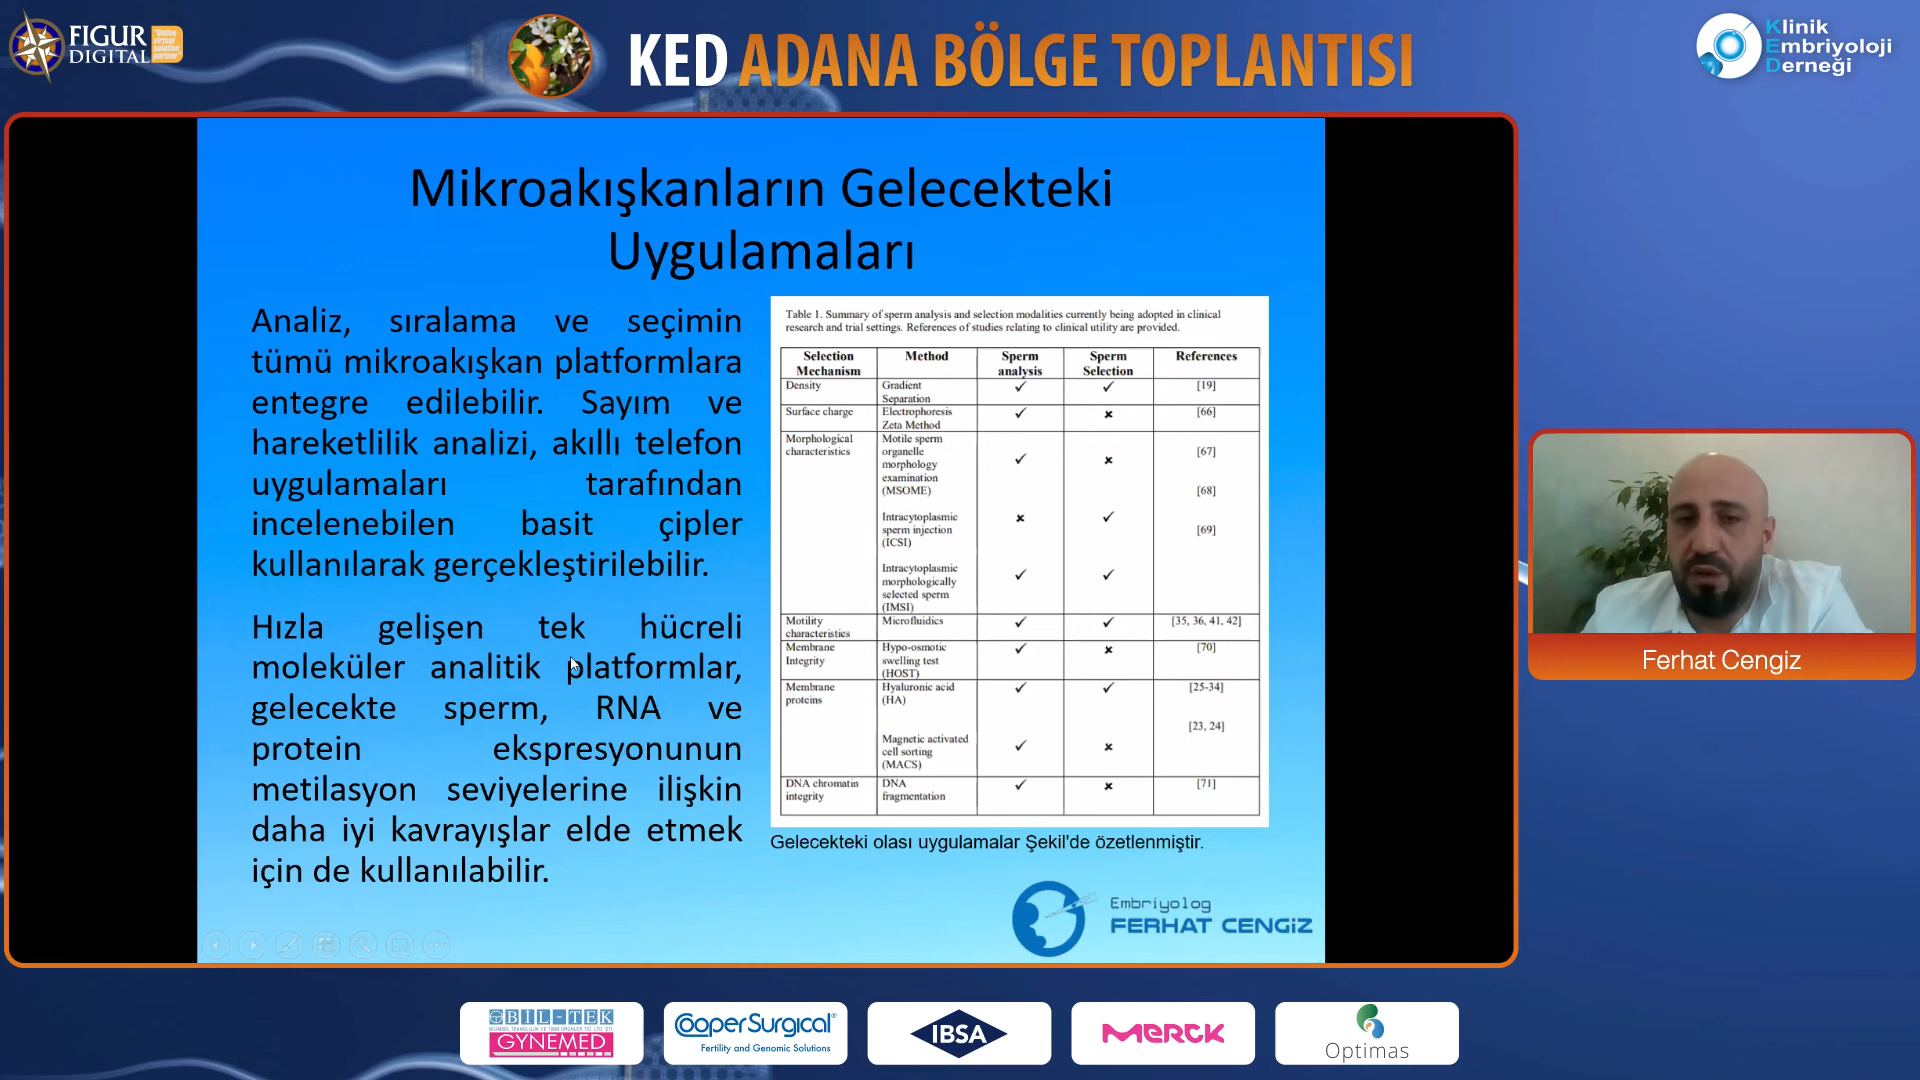 FIGUR
DIGITAL
"Online
virtual
solution
partner"
KED ADANA BÖLGE TOPLANTISI
Klinik
Embriyoloji
Derneği
Mikroakışkanların Gelecekteki
Uygulamaları
Analiz, sıralama ve seçimin
tümü mikroakışkan platformlara
entegre edilebilir. Sayım ve
hareketlilik analizi, akıllı telefon
uygulamaları tarafından
incelenebilen basit çipler
kullanılarak gerçekleştirilebilir.
Hızla gelişen tek hücreli
moleküler analitik platformlar,
gelecekte sperm, RNA ve
protein ekspresyonunun
metilasyon seviyelerine ilişkin
daha iyi kavrayışlar elde etmek
için de kullanılabilir.
Table 1. Summary of sperm analysis and selection modalities currently being adopted in clinical
research and trial settings. References of studies relating to clinical utility are provided.
Selection Mechanism | Method | Sperm analysis | Sperm Selection | References
Density | Gradient Separation | ✓ | ✓ | [19]
Surface charge | Electrophoresis Zeta Method | ✓ | ✗ | [66]
Morphological characteristics | Motile sperm organelle morphology examination (MSOME) | ✓ | ✗ | [67]
[68]
Intracytoplasmic sperm injection (ICSI) | ✗ | ✓ | [69]
Intracytoplasmic morphologically selected sperm (IMSI) | ✓ | ✓
Motility characteristics | Microfluidics | ✓ | ✓ | [35, 36, 41, 42]
Membrane Integrity | Hypo-osmotic swelling test (HOST) | ✓ | ✗ | [70]
Membrane proteins | Hyaluronic acid (HA) | ✓ | ✓ | [25-34]
[23, 24]
Magnetic activated cell sorting (MACS) | ✓ | ✗
DNA chromatin integrity | DNA fragmentation | ✓ | ✗ | [71]
Gelecekteki olası uygulamalar Şekil'de özetlenmiştir.
Embriyolog
FERHAT CENGİZ
Ferhat Cengiz
BİL-TEK
GYNEMED
CooperSurgical
Fertility and Genomic Solutions
IBSA
MERCK
Optimas